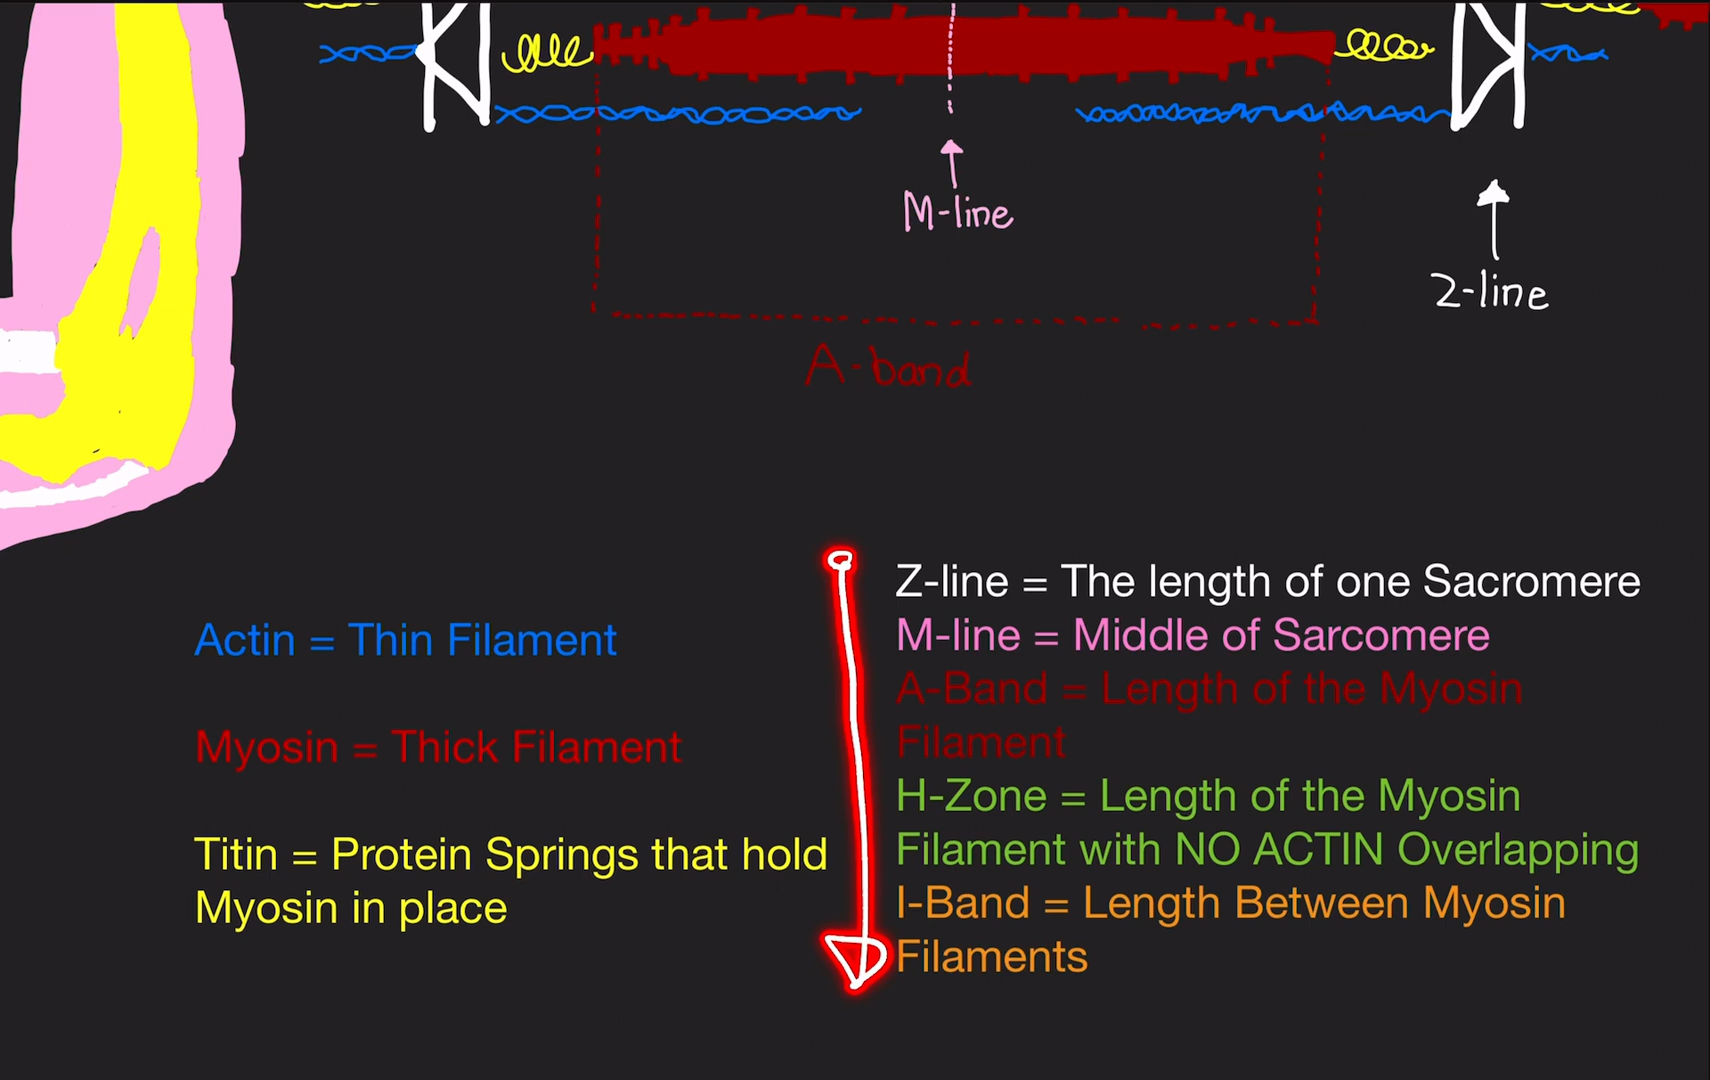 M-line
Z-line
A-band
Actin = Thin Filament
Myosin = Thick Filament
Titin = Protein Springs that hold
Myosin in place
Z-line = The length of one Sacromere
M-line = Middle of Sarcomere
A-Band = Length of the Myosin
Filament
H-Zone = Length of the Myosin
Filament with NO ACTIN Overlapping
I-Band = Length Between Myosin
Filaments